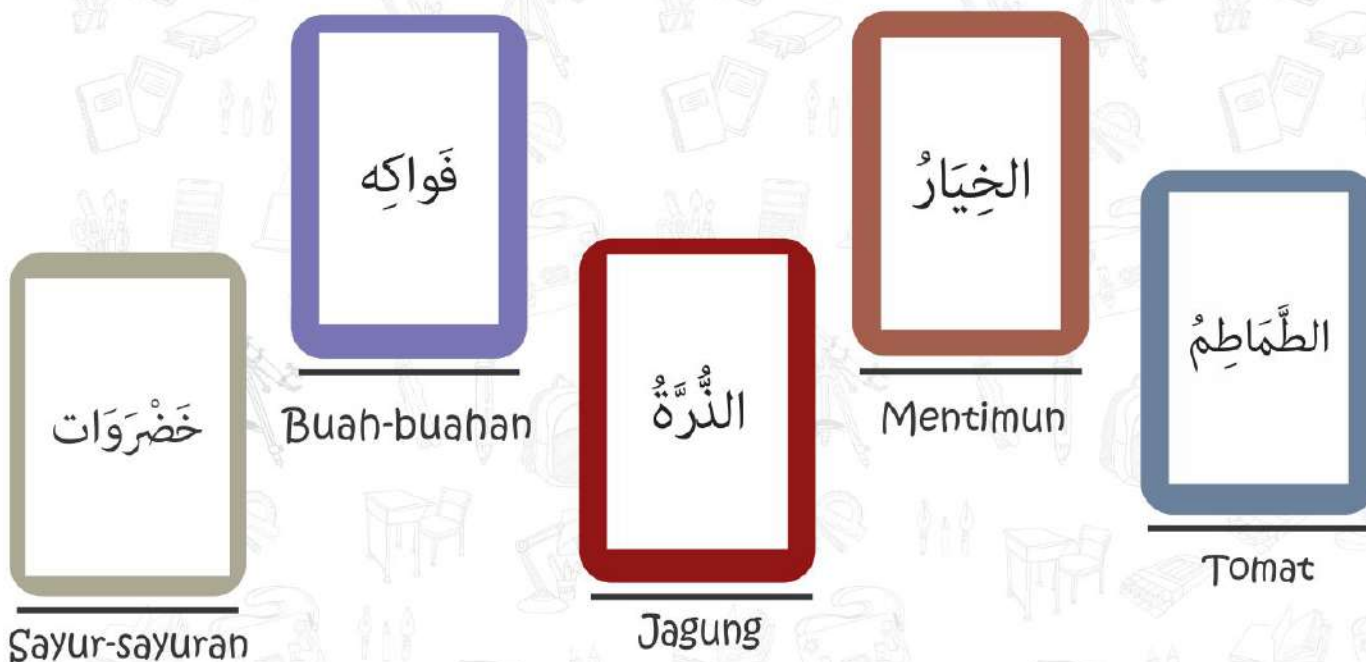 خَضْرَوَات
Sayur-sayuran
فَواكِه
Buah-buahan
الذُّرَّةُ
Jagung
الخِيَارُ
Mentimun
الطَّمَاطِمُ
Tomat